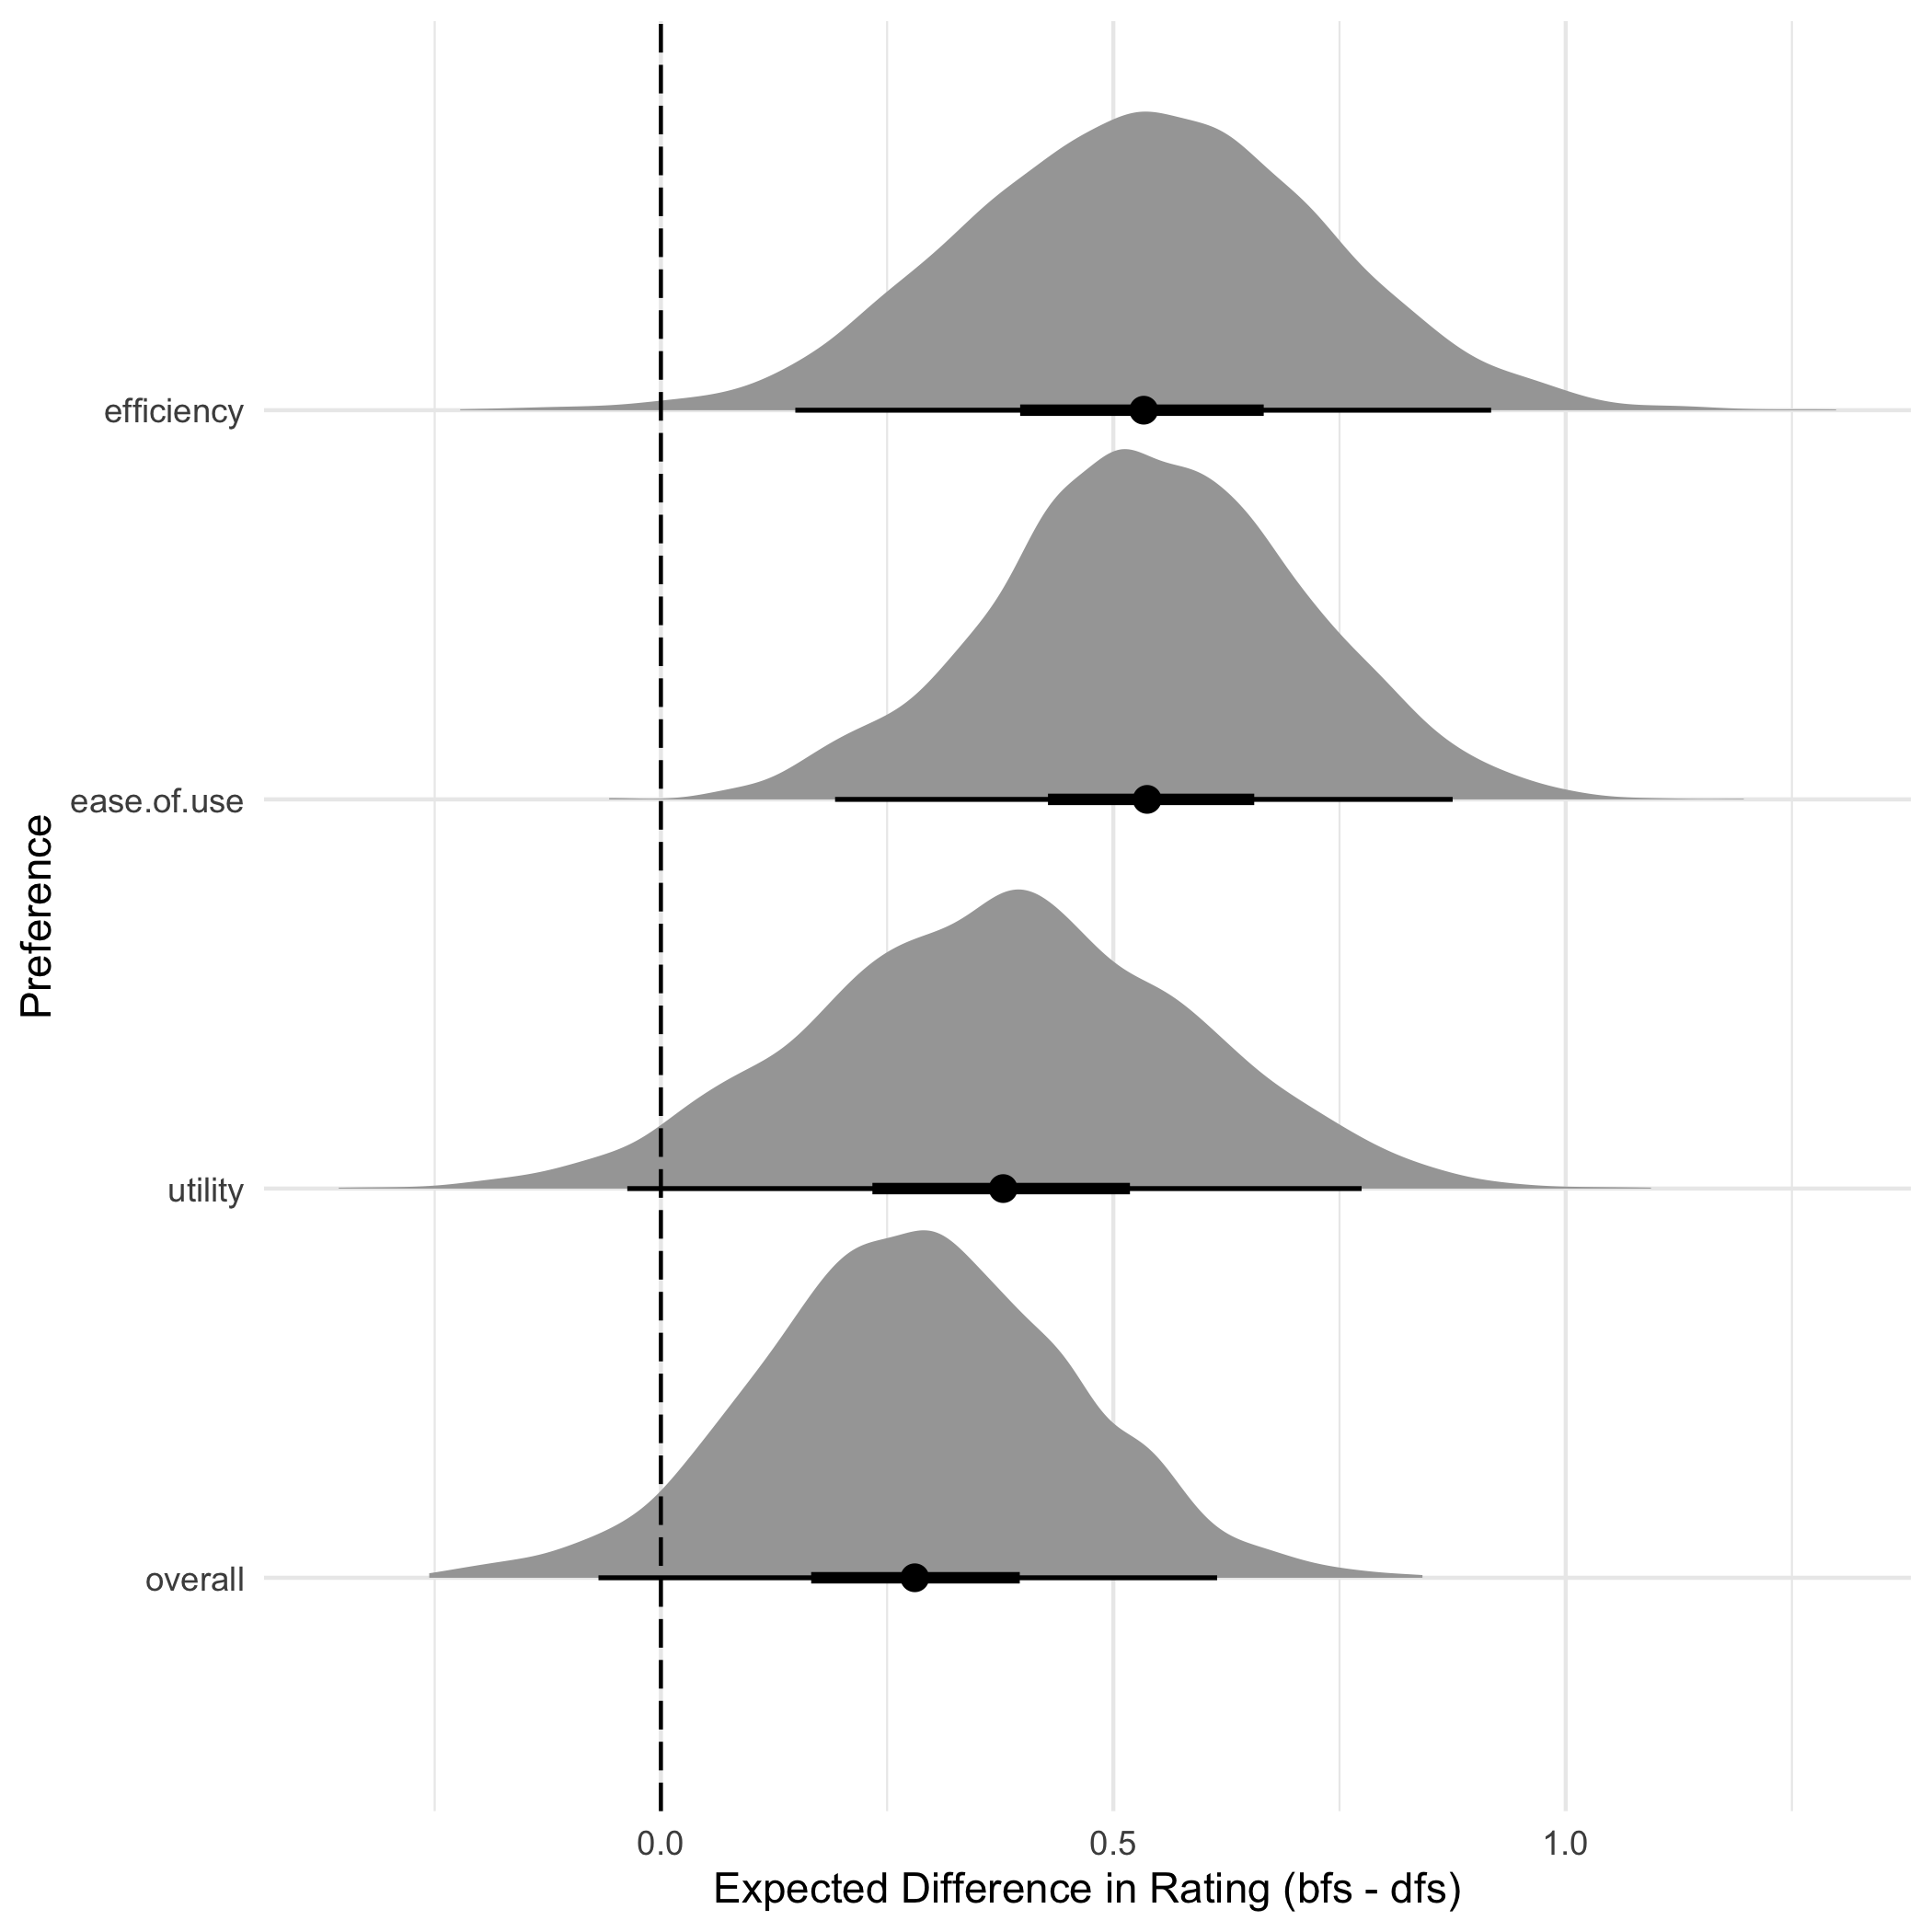 efficiency
ease.of.use
utility
overall
Preference
0.0 0.5 1.0
Expected Difference in Rating (bfs - dfs)